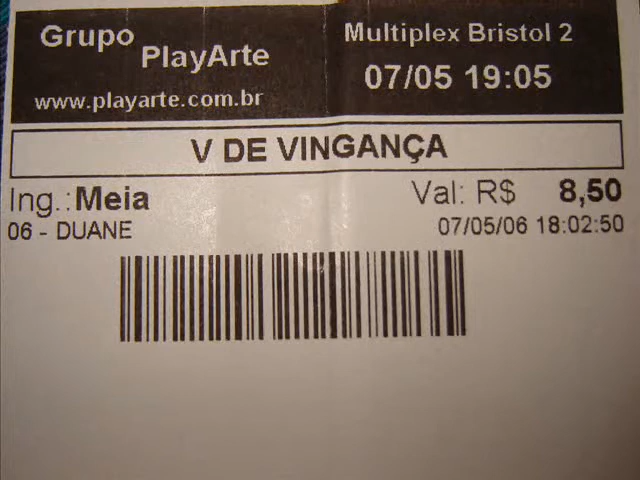 Grupo PlayArte
www.playarte.com.br
Multiplex Bristol 2
07/05 19:05
V DE VINGANÇA
Ing.: Meia
Val: R$ 8,50
06 - DUANE
07/05/06 18:02:50